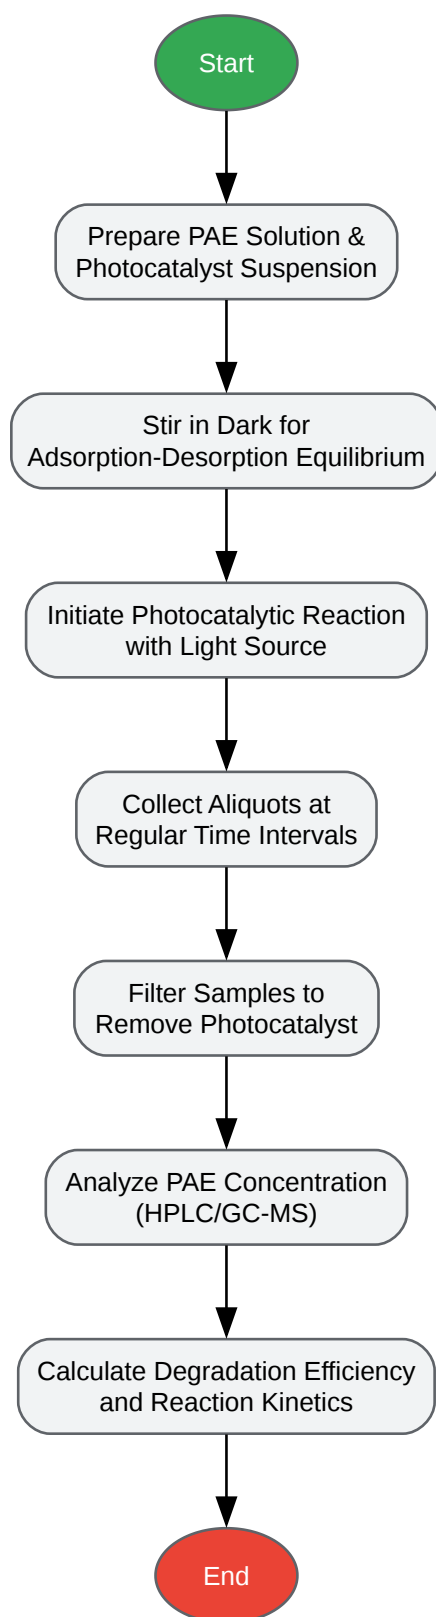 Start
Prepare PAE Solution &
Photocatalyst Suspension
Stir in Dark for
Adsorption-Desorption Equilibrium
Initiate Photocatalytic Reaction
with Light Source
Collect Aliquots at
Regular Time Intervals
Filter Samples to
Remove Photocatalyst
Analyze PAE Concentration
(HPLC/GC-MS)
Calculate Degradation Efficiency
and Reaction Kinetics
End